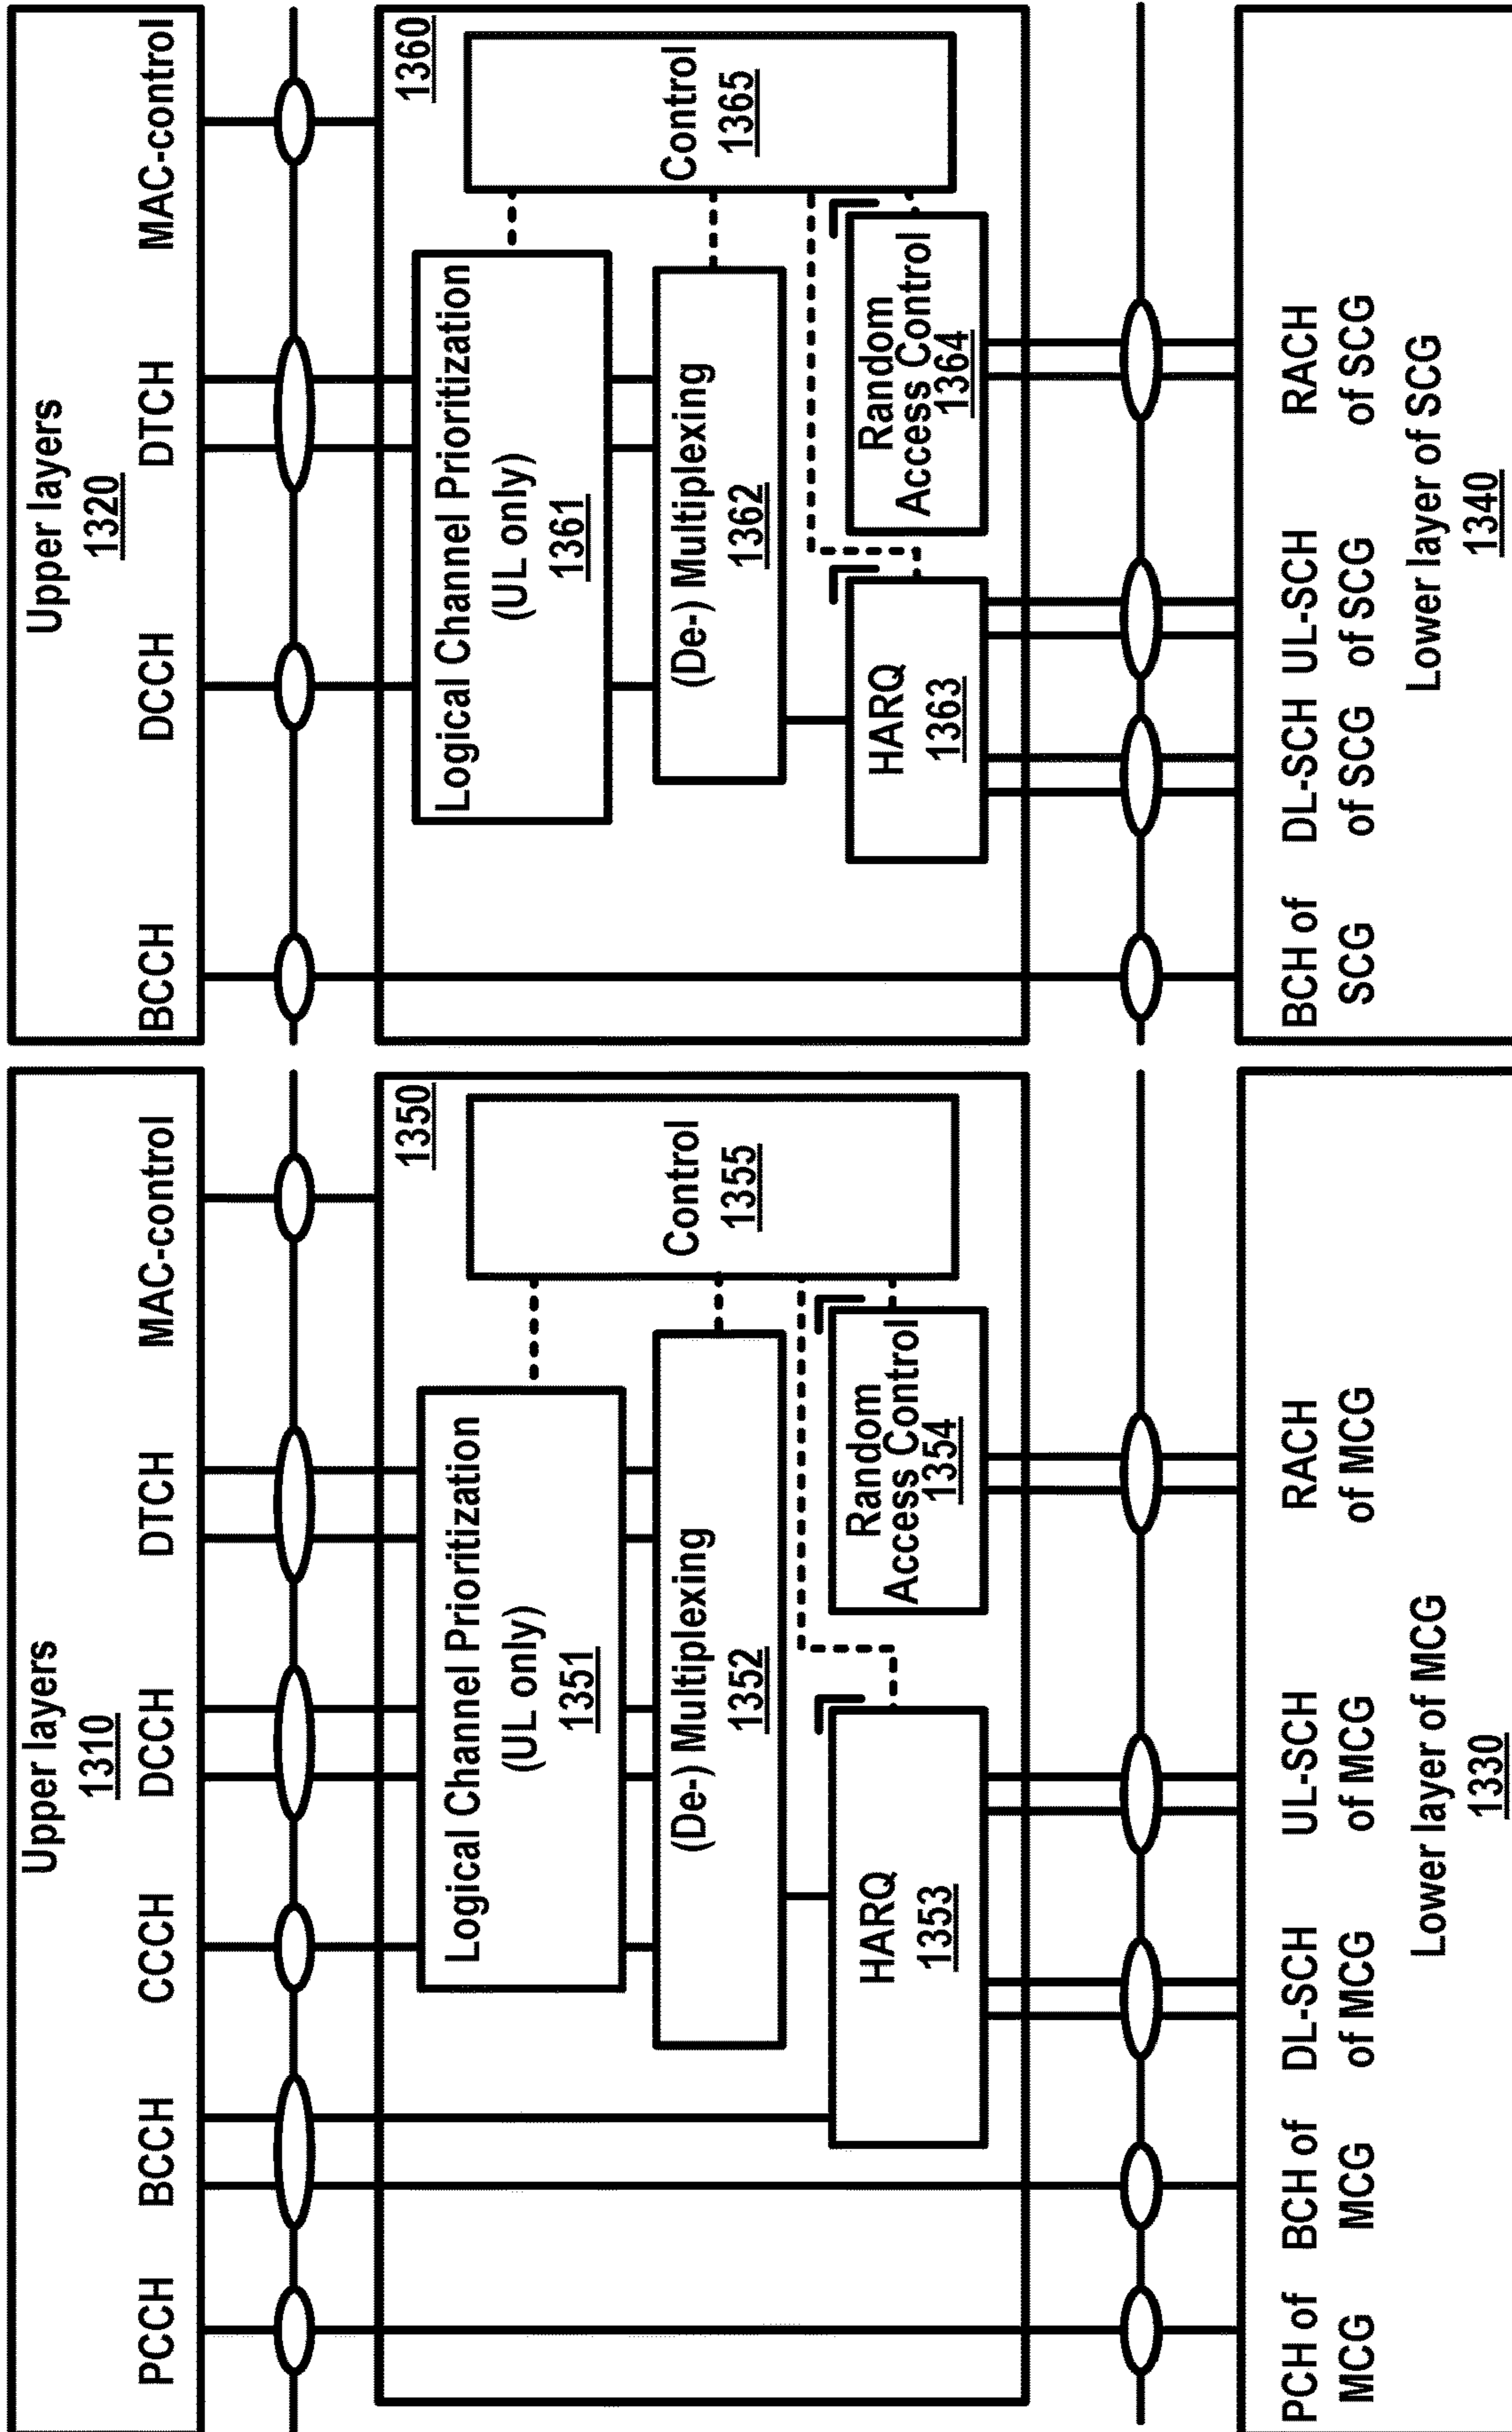 Upper layers
1310
PCCH
BCCH
CCCH
DCCH
DTCH
MAC-control
1350
Logical Channel Prioritization
(UL only)
1351
(De-) Multiplexing
1352
HARQ
1353
Random
Access Control
1354
Control
1355
PCH of
MCG
BCH of
MCG
DL-SCH
of MCG
UL-SCH
of MCG
RACH
of MCG
Lower layer of MCG
1330
Upper layers
1320
BCCH
DCCH
DTCH
MAC-control
1360
Logical Channel Prioritization
(UL only)
1361
(De-) Multiplexing
1362
HARQ
1363
Random
Access Control
1364
Control
1365
BCH of
SCG
DL-SCH
of SCG
UL-SCH
of SCG
RACH
of SCG
Lower layer of SCG
1340